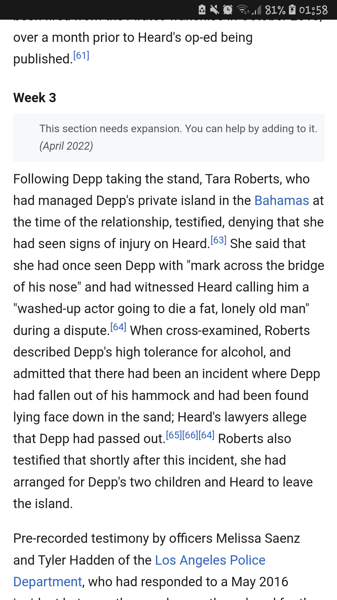 81% 01:58
over a month prior to Heard's op-ed being
published.[61]
Week 3
This section needs expansion. You can help by adding to it.
(April 2022)
Following Depp taking the stand, Tara Roberts, who
had managed Depp's private island in the Bahamas at
the time of the relationship, testified, denying that she
had seen signs of injury on Heard.[63] She said that
she had once seen Depp with "mark across the bridge
of his nose" and had witnessed Heard calling him a
"washed-up actor going to die a fat, lonely old man"
during a dispute.[64] When cross-examined, Roberts
described Depp's high tolerance for alcohol, and
admitted that there had been an incident where Depp
had fallen out of his hammock and had been found
lying face down in the sand; Heard's lawyers allege
that Depp had passed out.[65][66][64] Roberts also
testified that shortly after this incident, she had
arranged for Depp's two children and Heard to leave
the island.
Pre-recorded testimony by officers Melissa Saenz
and Tyler Hadden of the Los Angeles Police
Department, who had responded to a May 2016